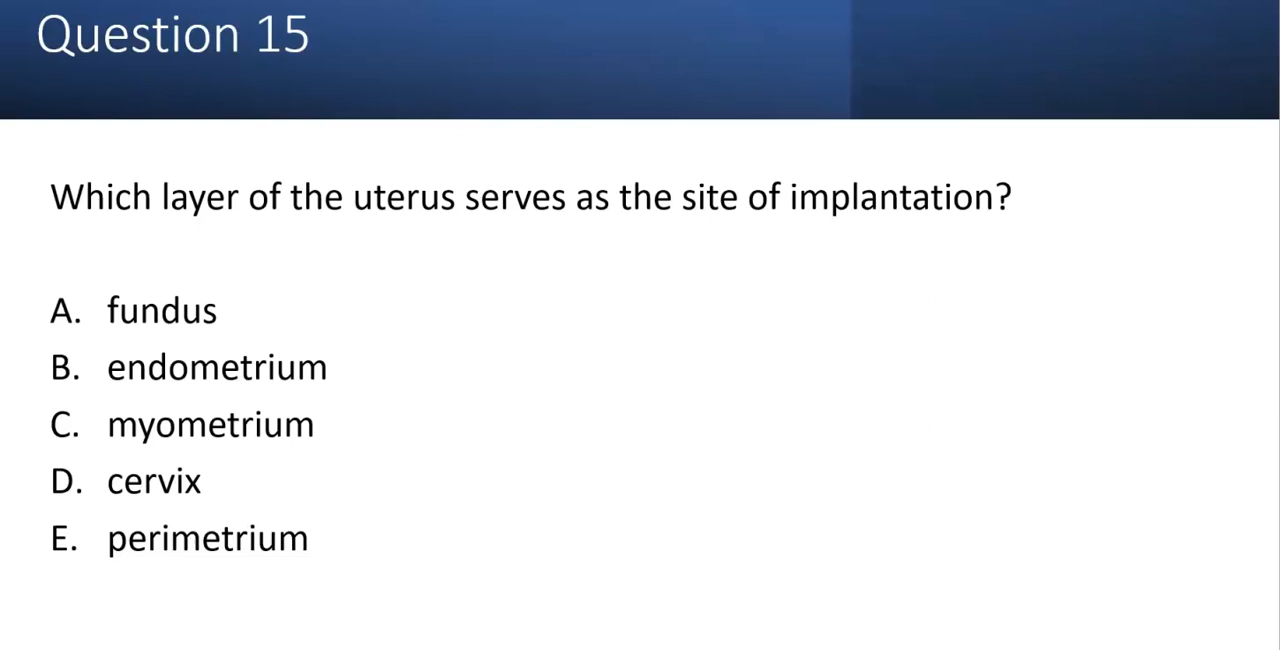 Question 15
Which layer of the uterus serves as the site of implantation?
A. fundus
B. endometrium
C. myometrium
D. cervix
E. perimetrium